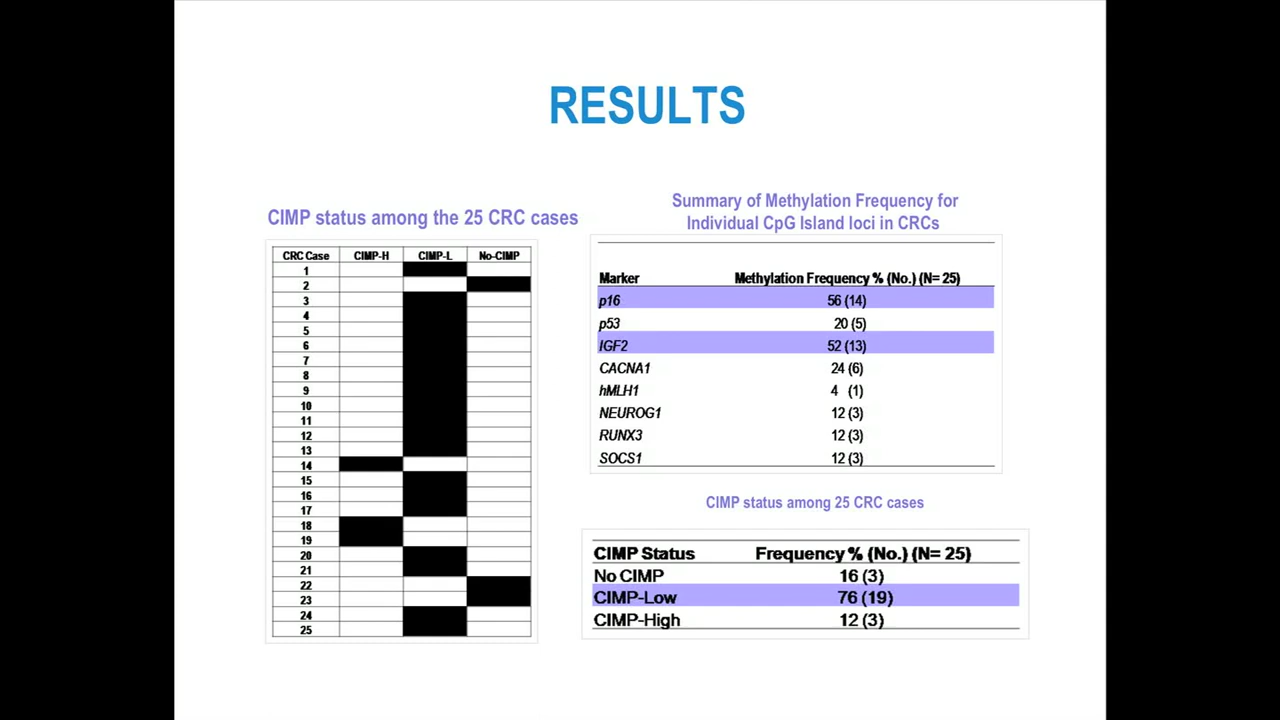 RESULTS
CIMP status among the 25 CRC cases
CRC Case CIMP-H CIMP-L No-CIMP
1
2
3
4
5
6
7
8
9
10
11
12
13
14
15
16
17
18
19
20
21
22
23
24
25
Summary of Methylation Frequency for
Individual CpG Island loci in CRCs
Marker Methylation Frequency % (No.) (N= 25)
p16 56 (14)
p53 20 (5)
IGF2 52 (13)
CACNA1 24 (6)
hMLH1 4 (1)
NEUROG1 12 (3)
RUNX3 12 (3)
SOCS1 12 (3)
CIMP status among 25 CRC cases
CIMP Status Frequency % (No.) (N= 25)
No CIMP 16 (3)
CIMP-Low 76 (19)
CIMP-High 12 (3)